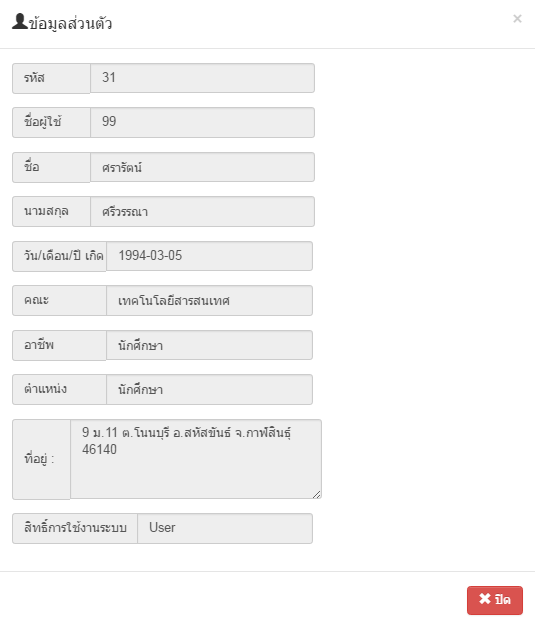 ข้อมูลส่วนตัว ×
รหัส 31
ชื่อผู้ใช้ 99
ชื่อ ศรารัตน์
นามสกุล ศรีวรรณา
วัน/เดือน/ปี เกิด 1994-03-05
คณะ เทคโนโลยีสารสนเทศ
อาชีพ นักศึกษา
ตำแหน่ง นักศึกษา
ที่อยู่ : 9 ม.11 ต.โนนบุรี อ.สหัสขันธ์ จ.กาฬสินธุ์
46140
สิทธิ์การใช้งานระบบ User
✖ ปิด